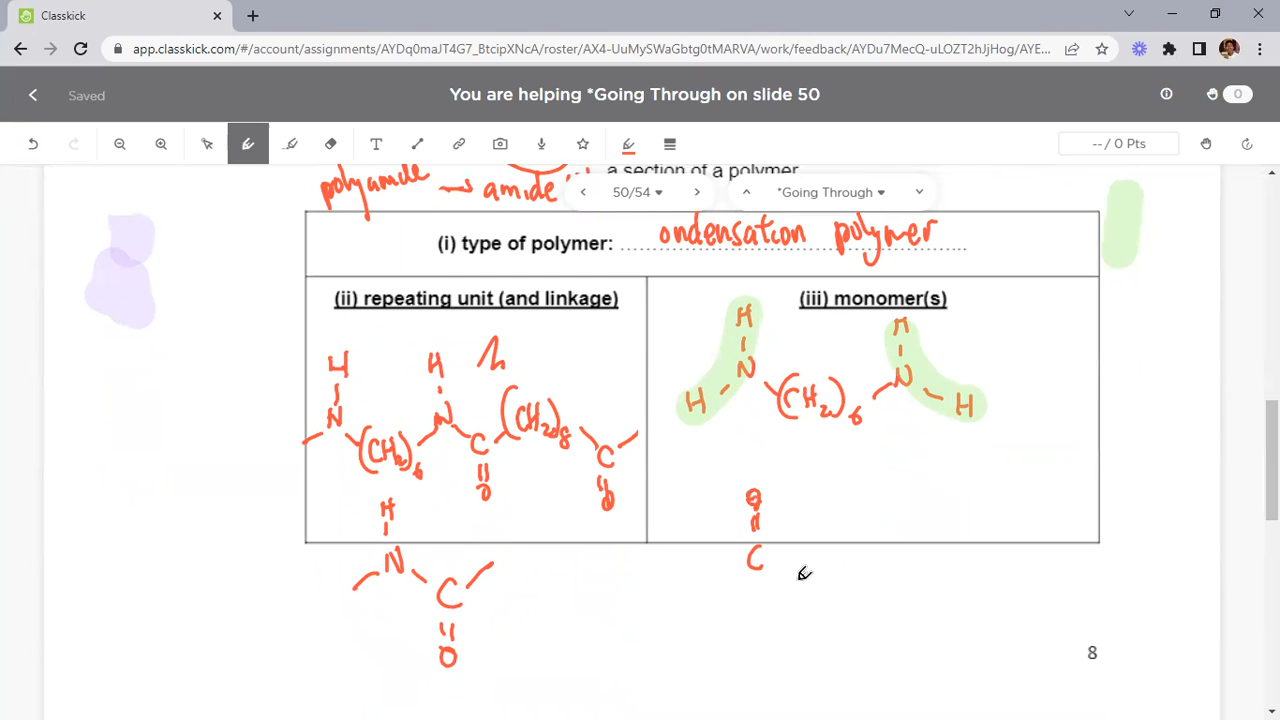 Classkick
app.classkick.com/#/account/assignments/AYDq0maJT4G7_BtcipXNcA/roster/AX4-UuMySWaGbtg0tMARVA/work/feedback/AYDu7MecQ-uLOZT2hJjHog/AYE...
Saved
You are helping *Going Through on slide 50
0
-- / 0 Pts
polyamide → amide
a section of a polymer
50/54
*Going Through
(i) type of polymer: ondensation polymer
(ii) repeating unit (and linkage)
(iii) monomer(s)
H H
N (CH2)6 N C (CH2)8 C
O O
H H
H N (CH2)6 N H
O
C
H
N C
O
8